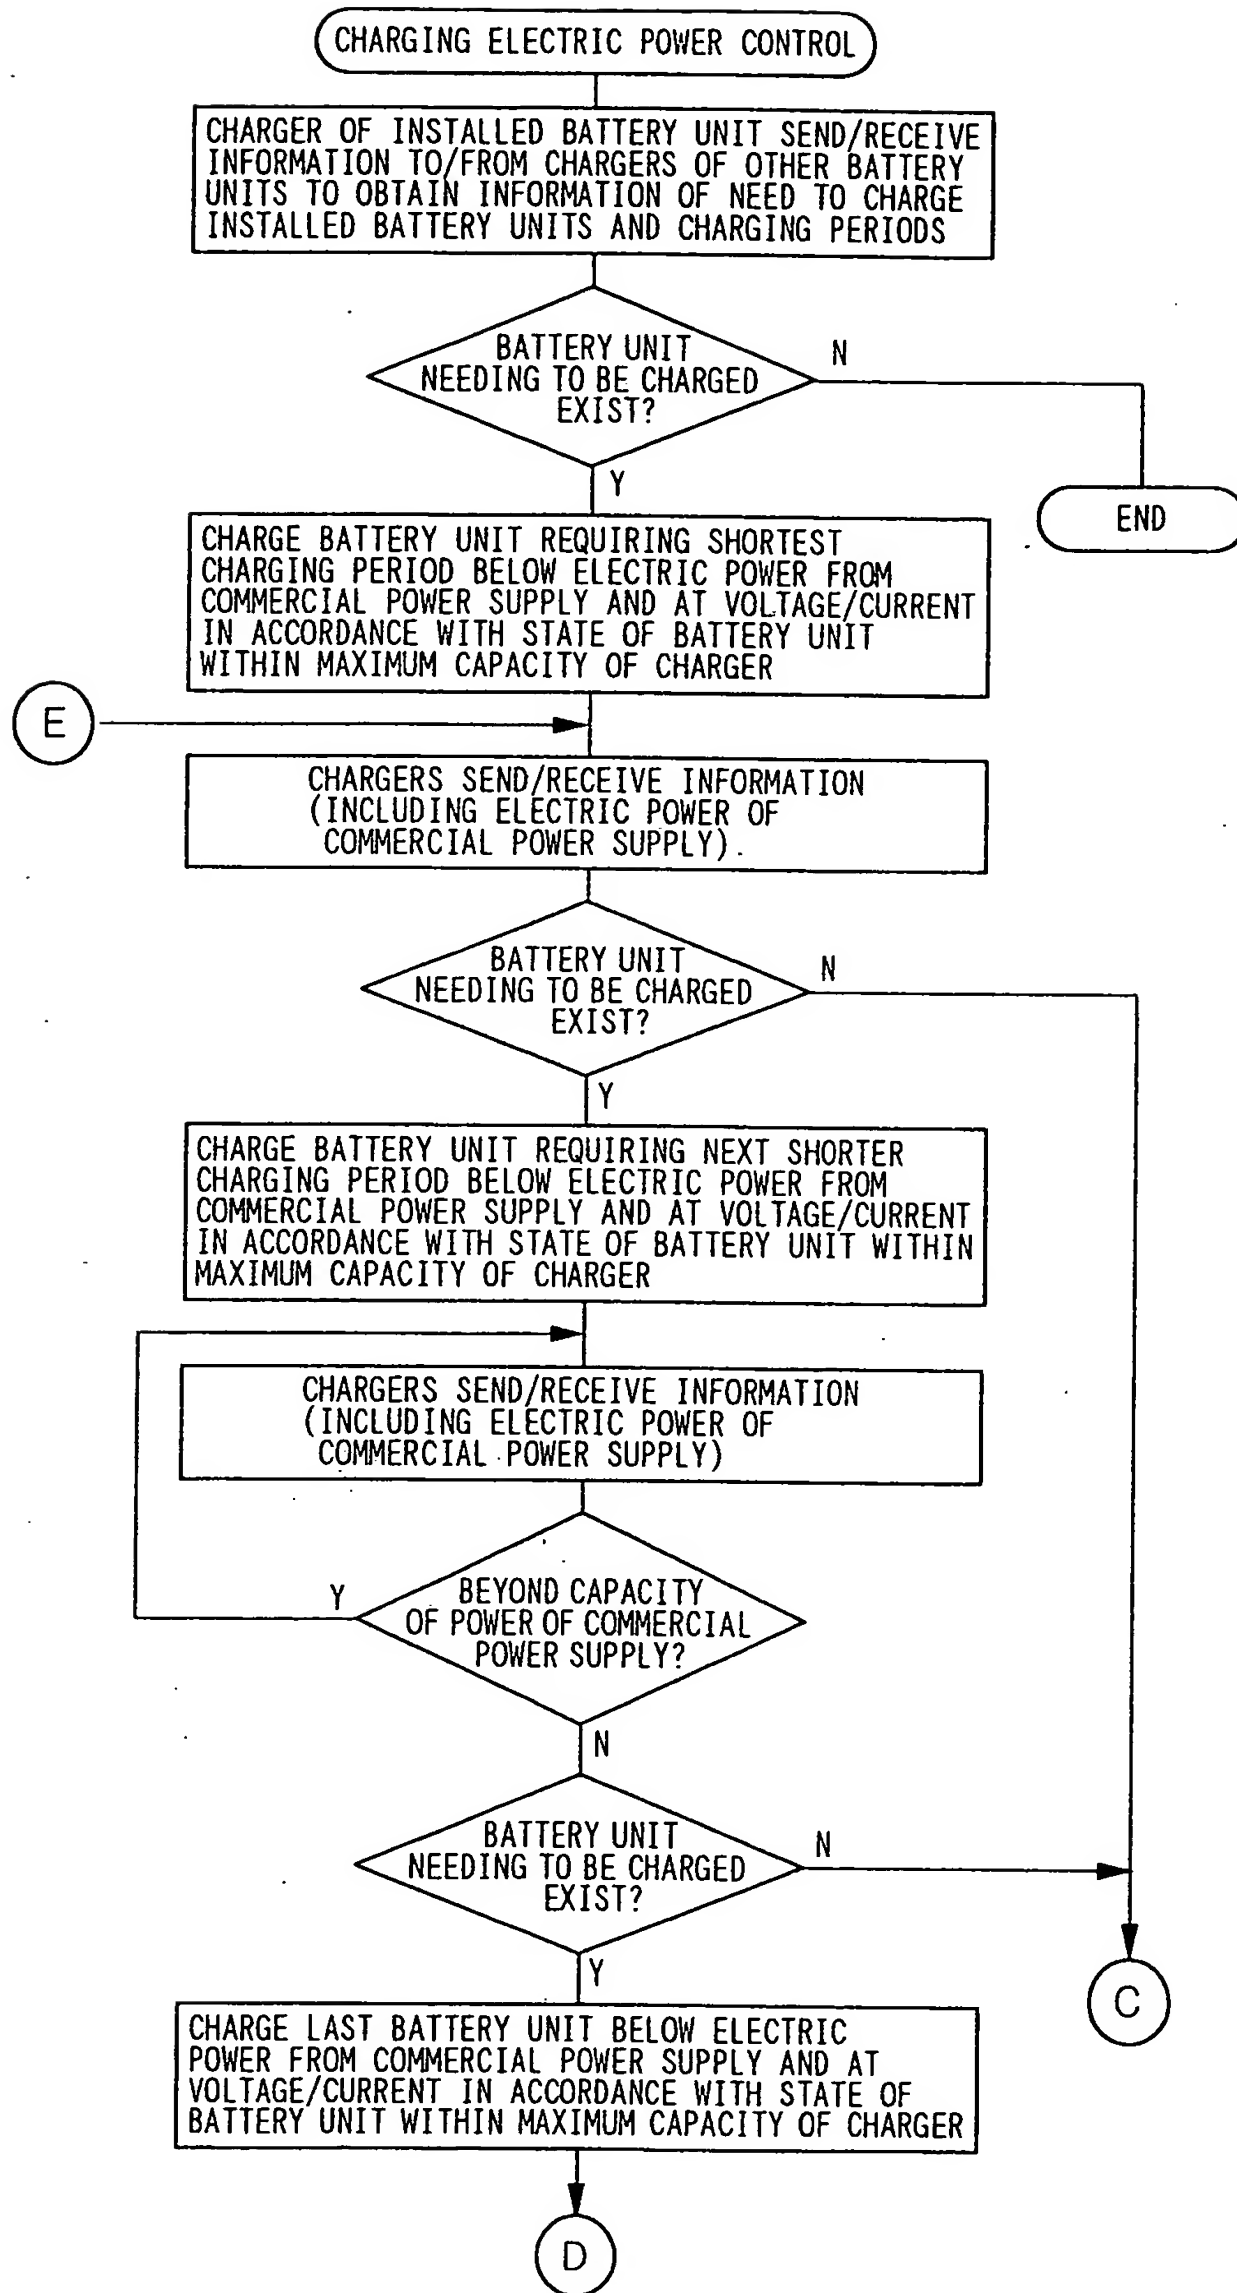 CHARGING ELECTRIC POWER CONTROL
CHARGER OF INSTALLED BATTERY UNIT SEND/RECEIVE
INFORMATION TO/FROM CHARGERS OF OTHER BATTERY
UNITS TO OBTAIN INFORMATION OF NEED TO CHARGE
INSTALLED BATTERY UNITS AND CHARGING PERIODS
BATTERY UNIT
NEEDING TO BE CHARGED
EXIST?
N
Y
END
CHARGE BATTERY UNIT REQUIRING SHORTEST
CHARGING PERIOD BELOW ELECTRIC POWER FROM
COMMERCIAL POWER SUPPLY AND AT VOLTAGE/CURRENT
IN ACCORDANCE WITH STATE OF BATTERY UNIT
WITHIN MAXIMUM CAPACITY OF CHARGER
E
CHARGERS SEND/RECEIVE INFORMATION
(INCLUDING ELECTRIC POWER OF
COMMERCIAL POWER SUPPLY).
BATTERY UNIT
NEEDING TO BE CHARGED
EXIST?
N
Y
CHARGE BATTERY UNIT REQUIRING NEXT SHORTER
CHARGING PERIOD BELOW ELECTRIC POWER FROM
COMMERCIAL POWER SUPPLY AND AT VOLTAGE/CURRENT
IN ACCORDANCE WITH STATE OF BATTERY UNIT WITHIN
MAXIMUM CAPACITY OF CHARGER
CHARGERS SEND/RECEIVE INFORMATION
(INCLUDING ELECTRIC POWER OF
COMMERCIAL POWER SUPPLY)
Y
BEYOND CAPACITY
OF POWER OF COMMERCIAL
POWER SUPPLY?
N
BATTERY UNIT
NEEDING TO BE CHARGED
EXIST?
N
Y
C
CHARGE LAST BATTERY UNIT BELOW ELECTRIC
POWER FROM COMMERCIAL POWER SUPPLY AND AT
VOLTAGE/CURRENT IN ACCORDANCE WITH STATE OF
BATTERY UNIT WITHIN MAXIMUM CAPACITY OF CHARGER
D